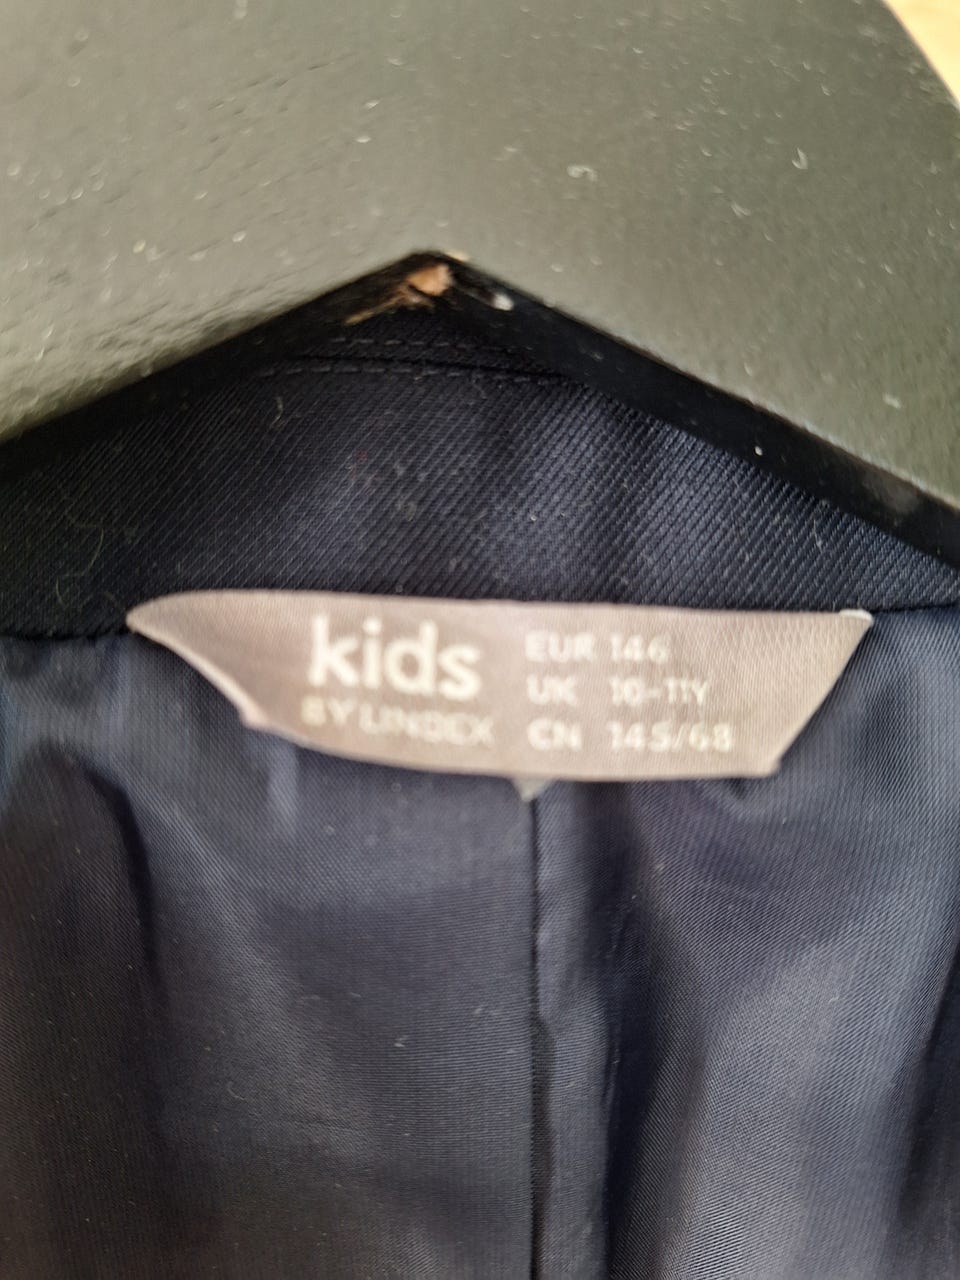 kids
BY LINDEX
EUR 146
UK 10-11Y
CN 145/68